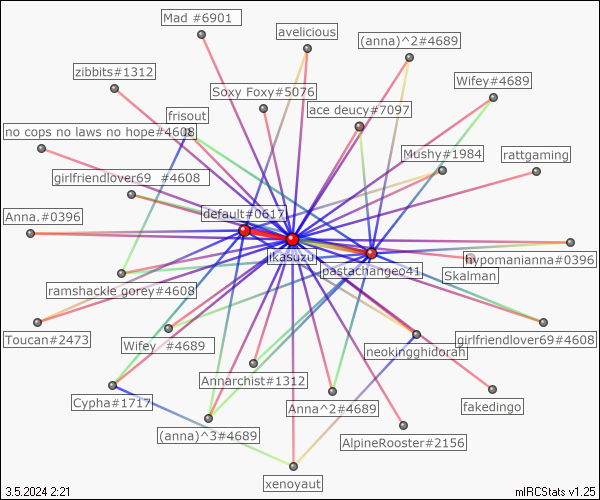 Mad #6901
avelicious
(anna)^2#4689
zibbits#1312
Wifey#4689
Soxy Foxy#5076
ace deucy#7097
frisout
no cops no laws no hope#4608
Mushy#1984
rattgaming
girlfriendlover69 #4608
Anna.#0396
default#0617
ikasuzu
hypomanianna#0396
pastachangeo41
Skalman
ramshackle gorey#4608
Toucan#2473
Wifey #4689
girlfriendlover69#4608
neokingghidorah
Annarchist#1312
Cypha#1717
Anna^2#4689
fakedingo
(anna)^3#4689
AlpineRooster#2156
xenoyaut
3.5.2024 2:21
mIRCStats v1.25